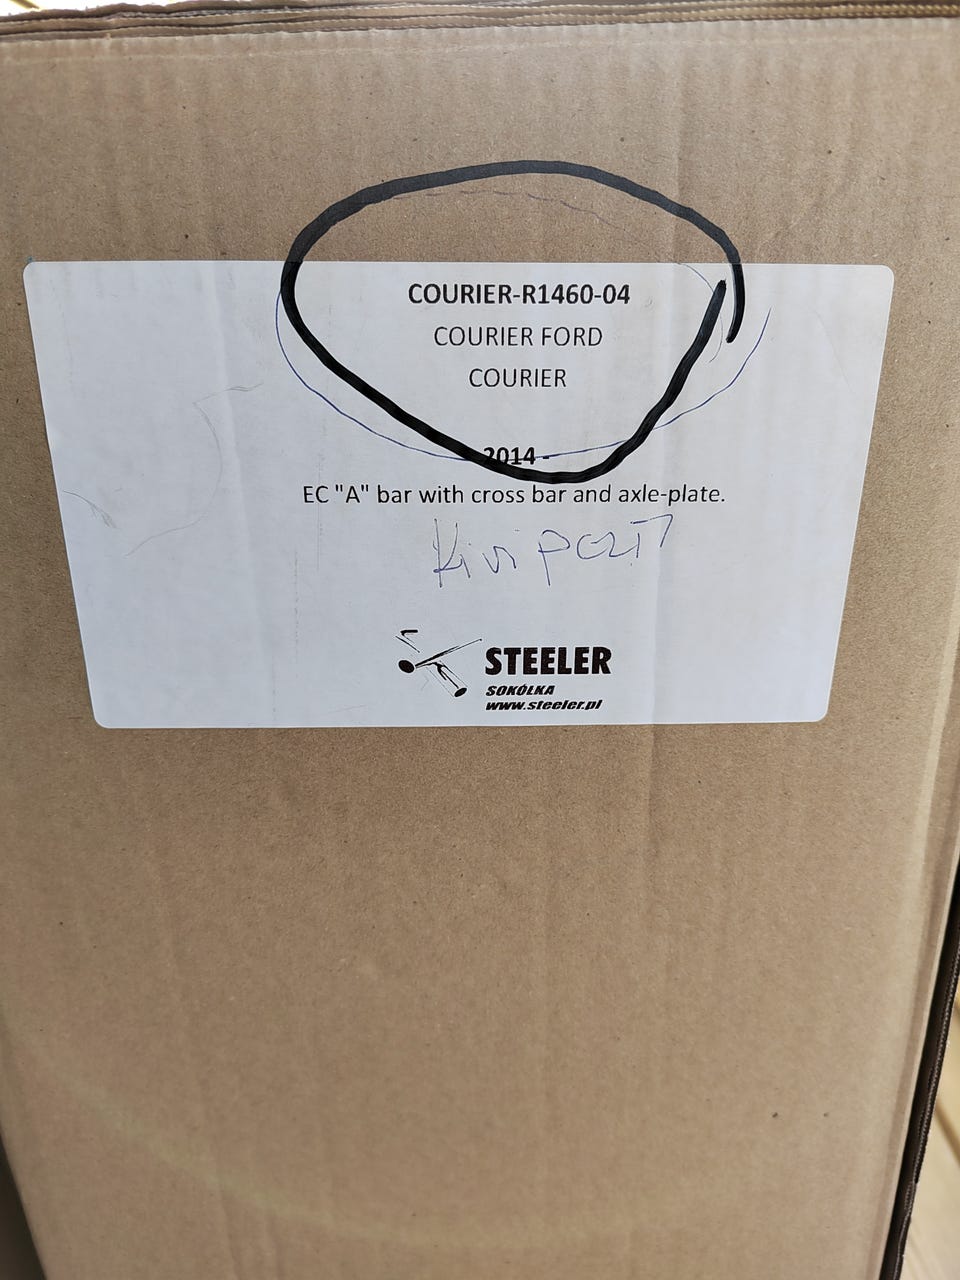 COURIER-R1460-04
COURIER FORD
COURIER
2014 -
EC "A" bar with cross bar and axle-plate.
STEELER
SOKÓŁKA
www.steeler.pl